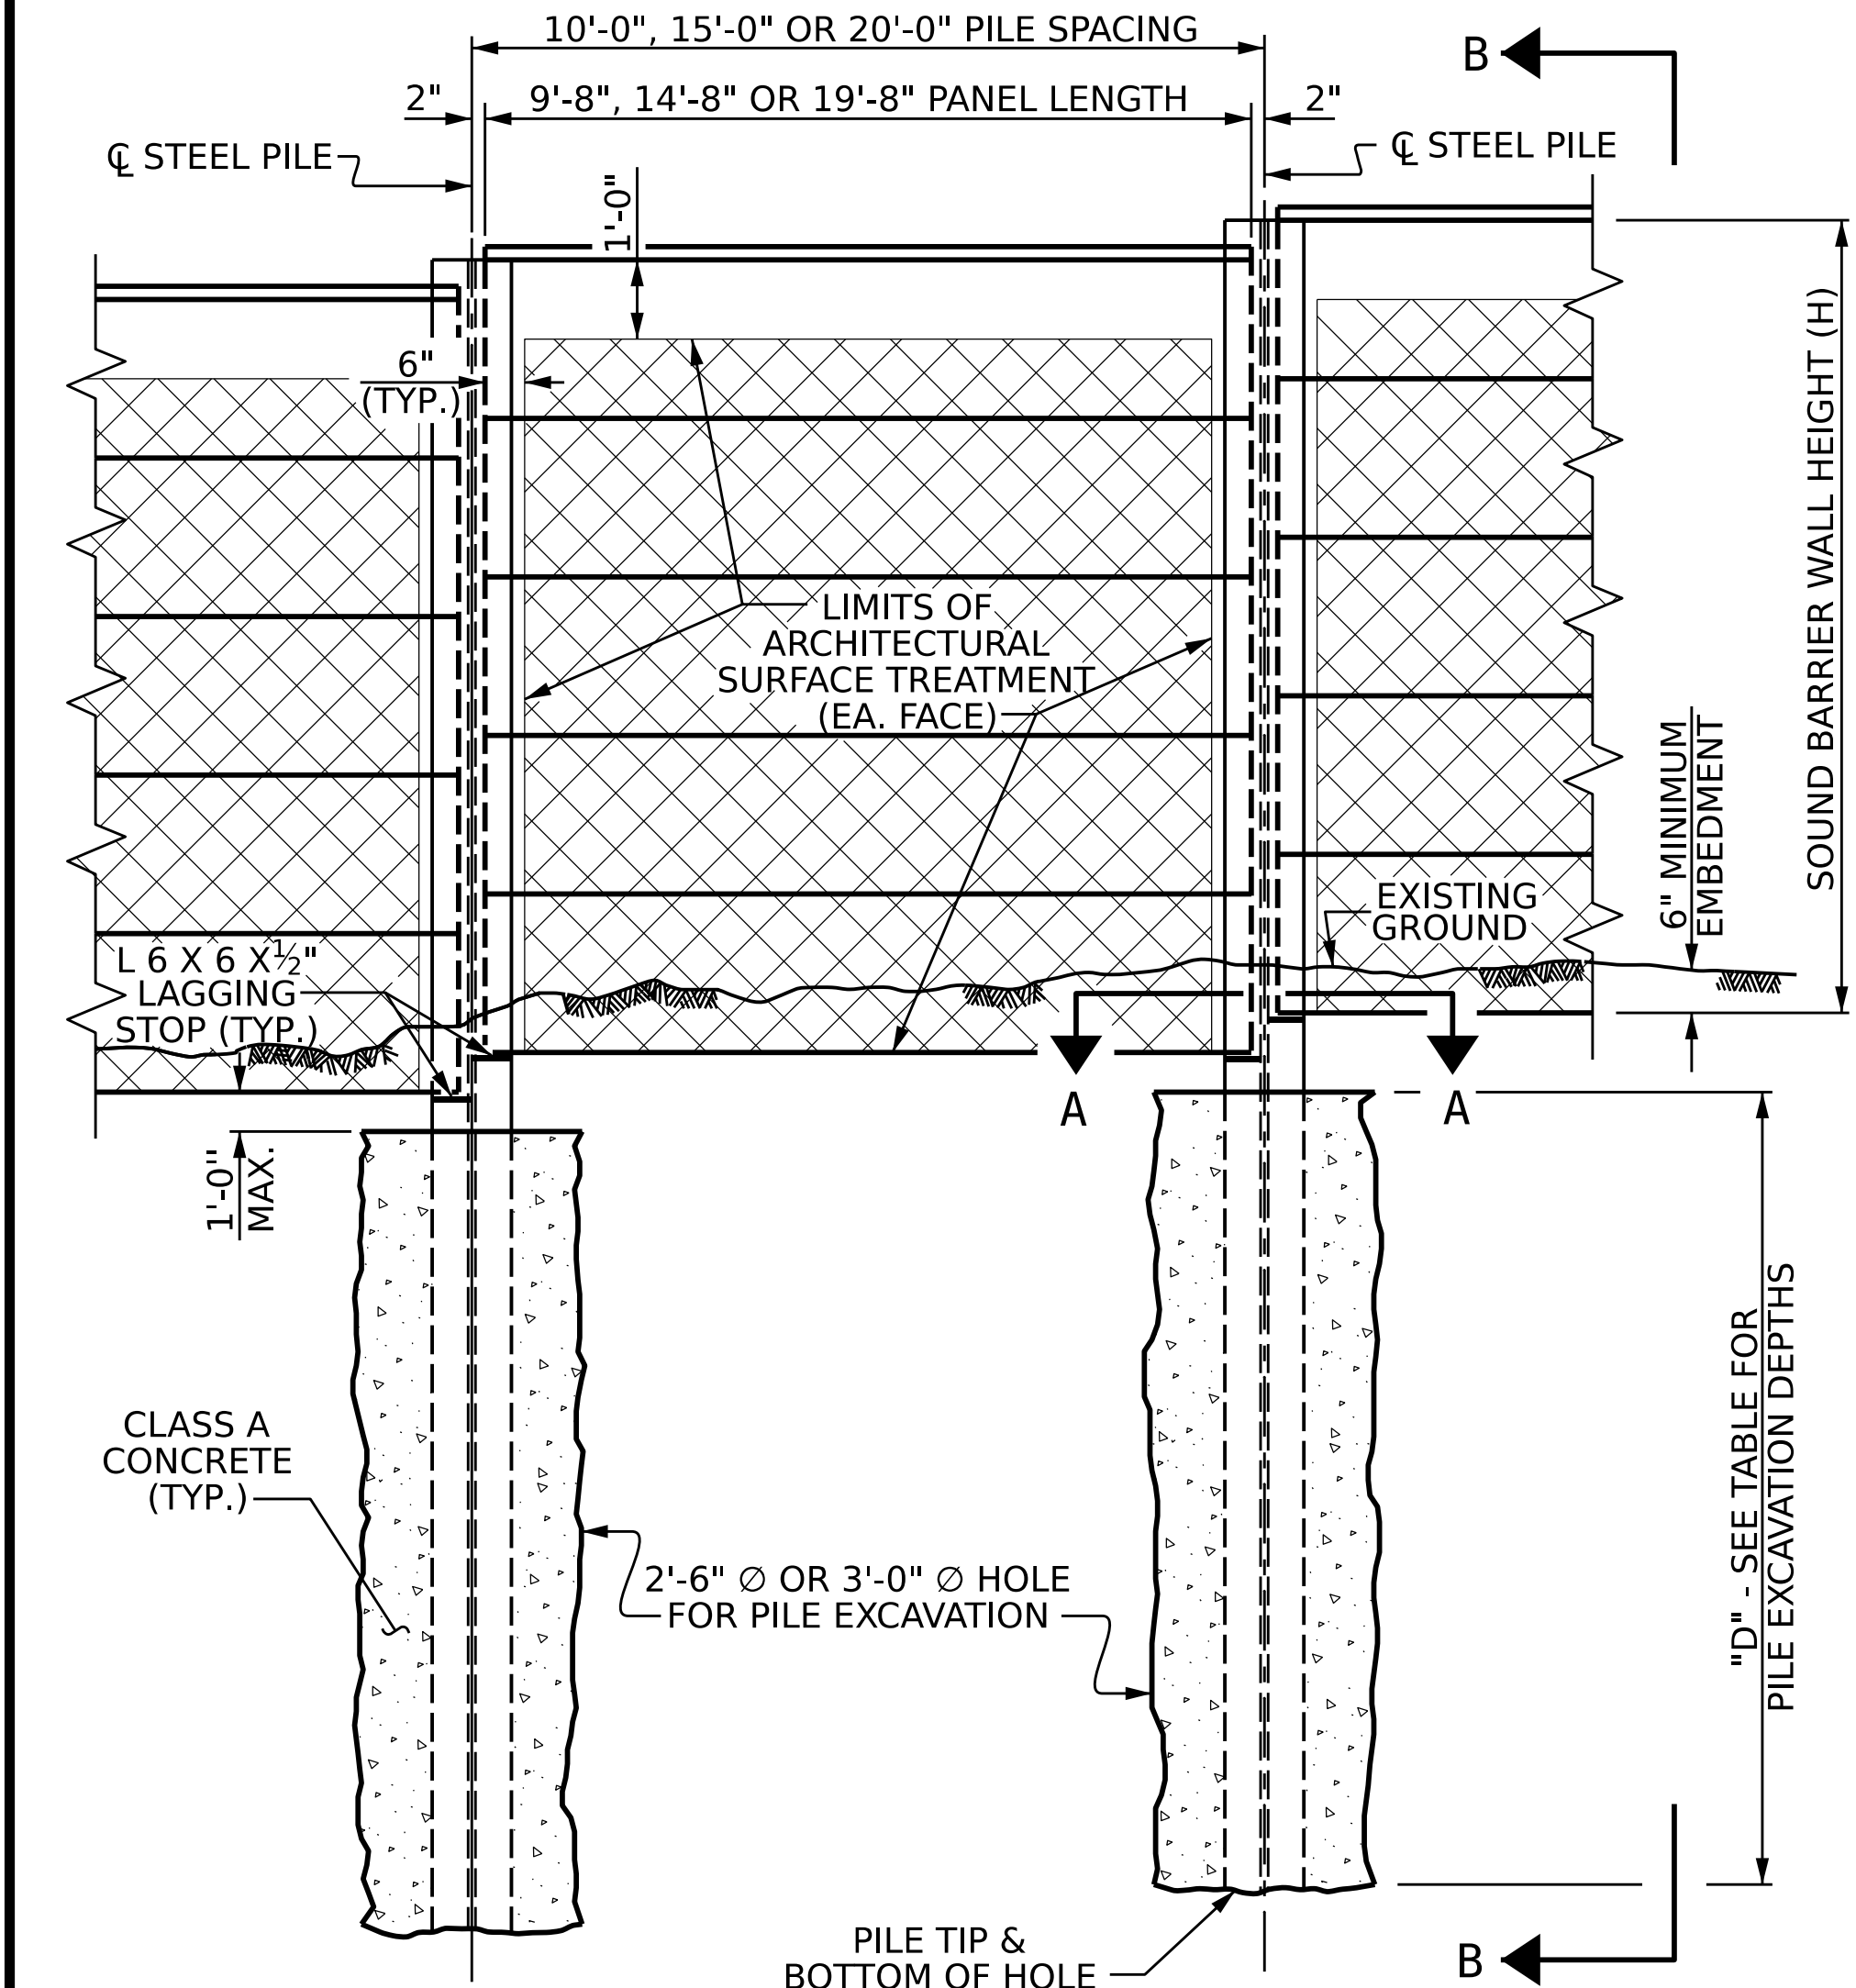 10'-0", 15'-0" OR 20'-0" PILE SPACING
B
2"
9'-8", 14'-8" OR 19'-8" PANEL LENGTH
2"
℄ STEEL PILE
℄ STEEL PILE
1'-0"
6"
(TYP.)
SOUND BARRIER WALL HEIGHT (H)
LIMITS OF
ARCHITECTURAL
SURFACE TREATMENT
(EA. FACE)
6" MINIMUM
EMBEDMENT
EXISTING
GROUND
L 6 X 6 X½"
LAGGING
STOP (TYP.)
A
A
1'-0"
MAX.
"D" - SEE TABLE FOR
PILE EXCAVATION DEPTHS
CLASS A
CONCRETE
(TYP.)
2'-6" ∅ OR 3'-0" ∅ HOLE
FOR PILE EXCAVATION
PILE TIP &
BOTTOM OF HOLE
B